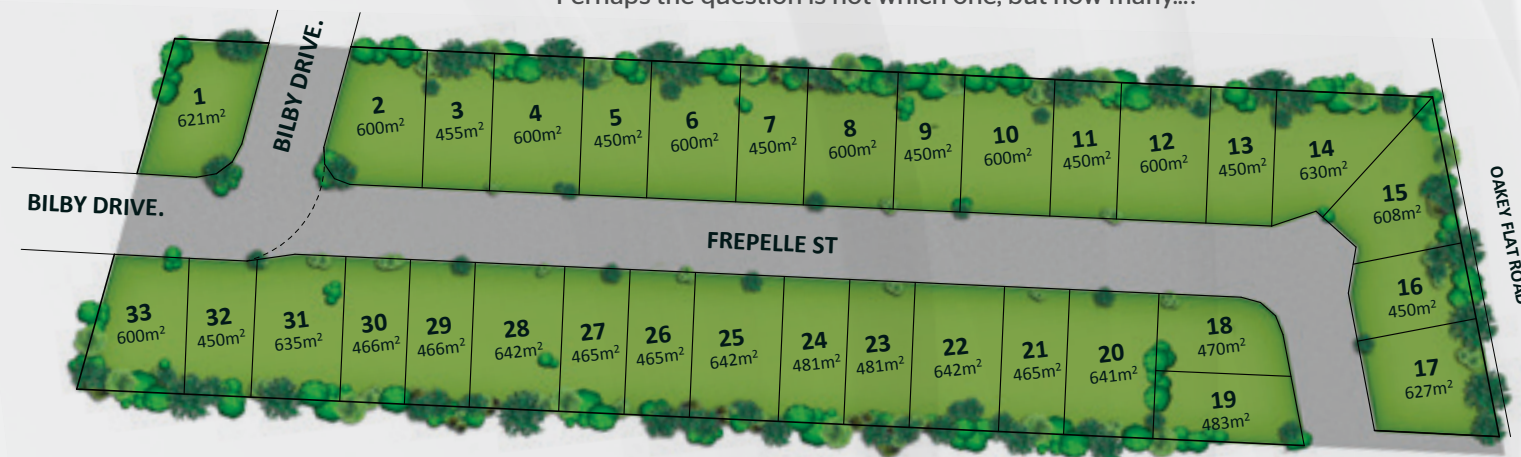 Perhaps the question is not which one, but how many...?
BILBY DRIVE.
1
621m²
2
600m²
3
455m²
4
600m²
5
450m²
6
600m²
7
450m²
8
600m²
9
450m²
10
600m²
11
450m²
12
600m²
13
450m²
14
630m²
15
608m²
OAKEY FLAT ROAD
BILBY DRIVE.
FREPELLE ST
16
450m²
17
627m²
33
600m²
32
450m²
31
635m²
30
466m²
29
466m²
28
642m²
27
465m²
26
465m²
25
642m²
24
481m²
23
481m²
22
642m²
21
465m²
20
641m²
18
470m²
19
483m²